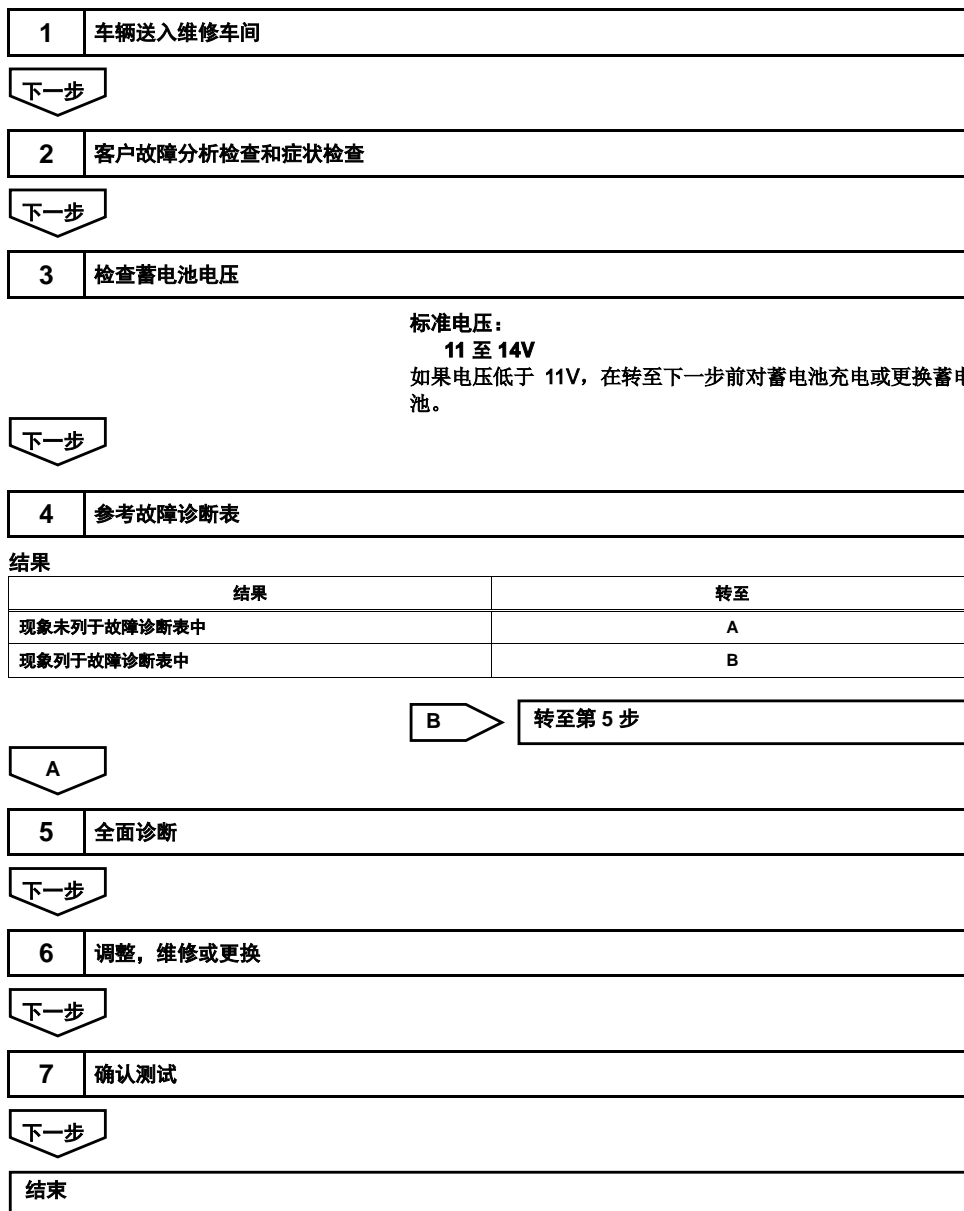 1 车辆送入维修车间
下一步
2 客户故障分析检查和症状检查
下一步
3 检查蓄电池电压
标准电压：
11 至 14V
如果电压低于 11V，在转至下一步前对蓄电池充电或更换蓄电
池。
下一步
4 参考故障诊断表
结果
结果 转至
现象未列于故障诊断表中 A
现象列于故障诊断表中 B
B 转至第 5 步
A
5 全面诊断
下一步
6 调整，维修或更换
下一步
7 确认测试
下一步
结束